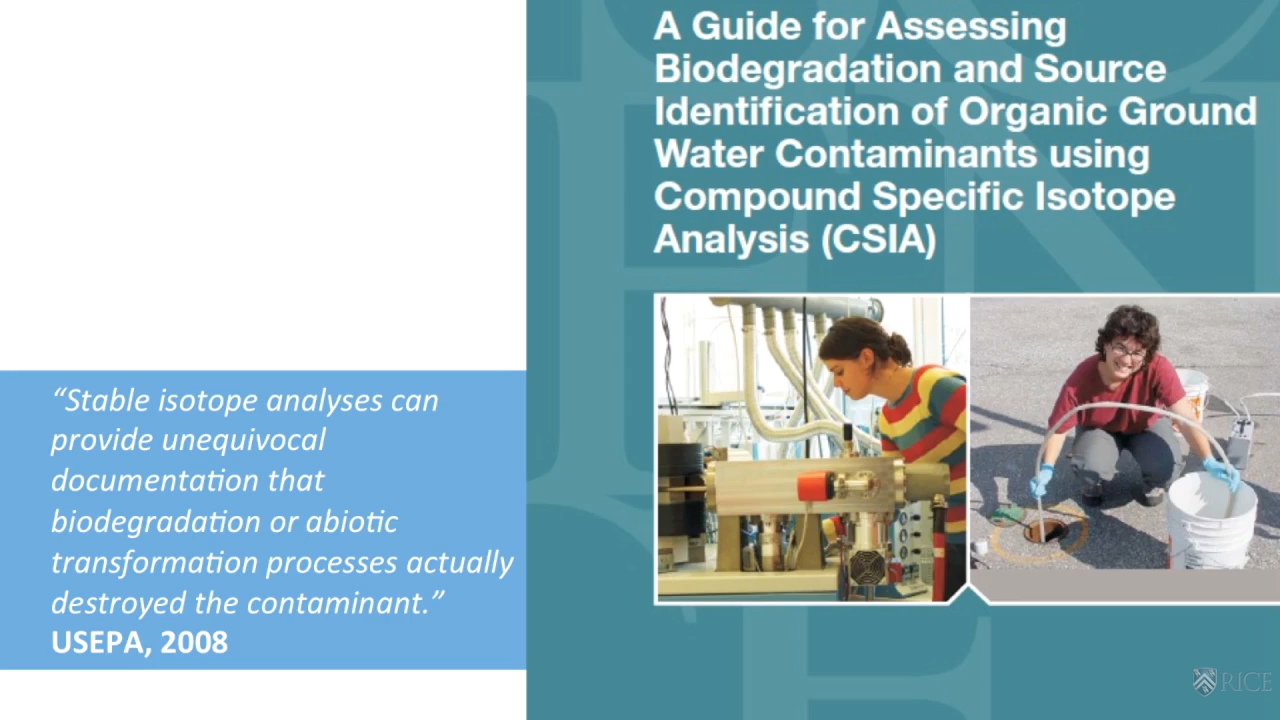 A Guide for Assessing
Biodegradation and Source
Identification of Organic Ground
Water Contaminants using
Compound Specific Isotope
Analysis (CSIA)
“Stable isotope analyses can
provide unequivocal
documentation that
biodegradation or abiotic
transformation processes actually
destroyed the contaminant.”
USEPA, 2008
RICE